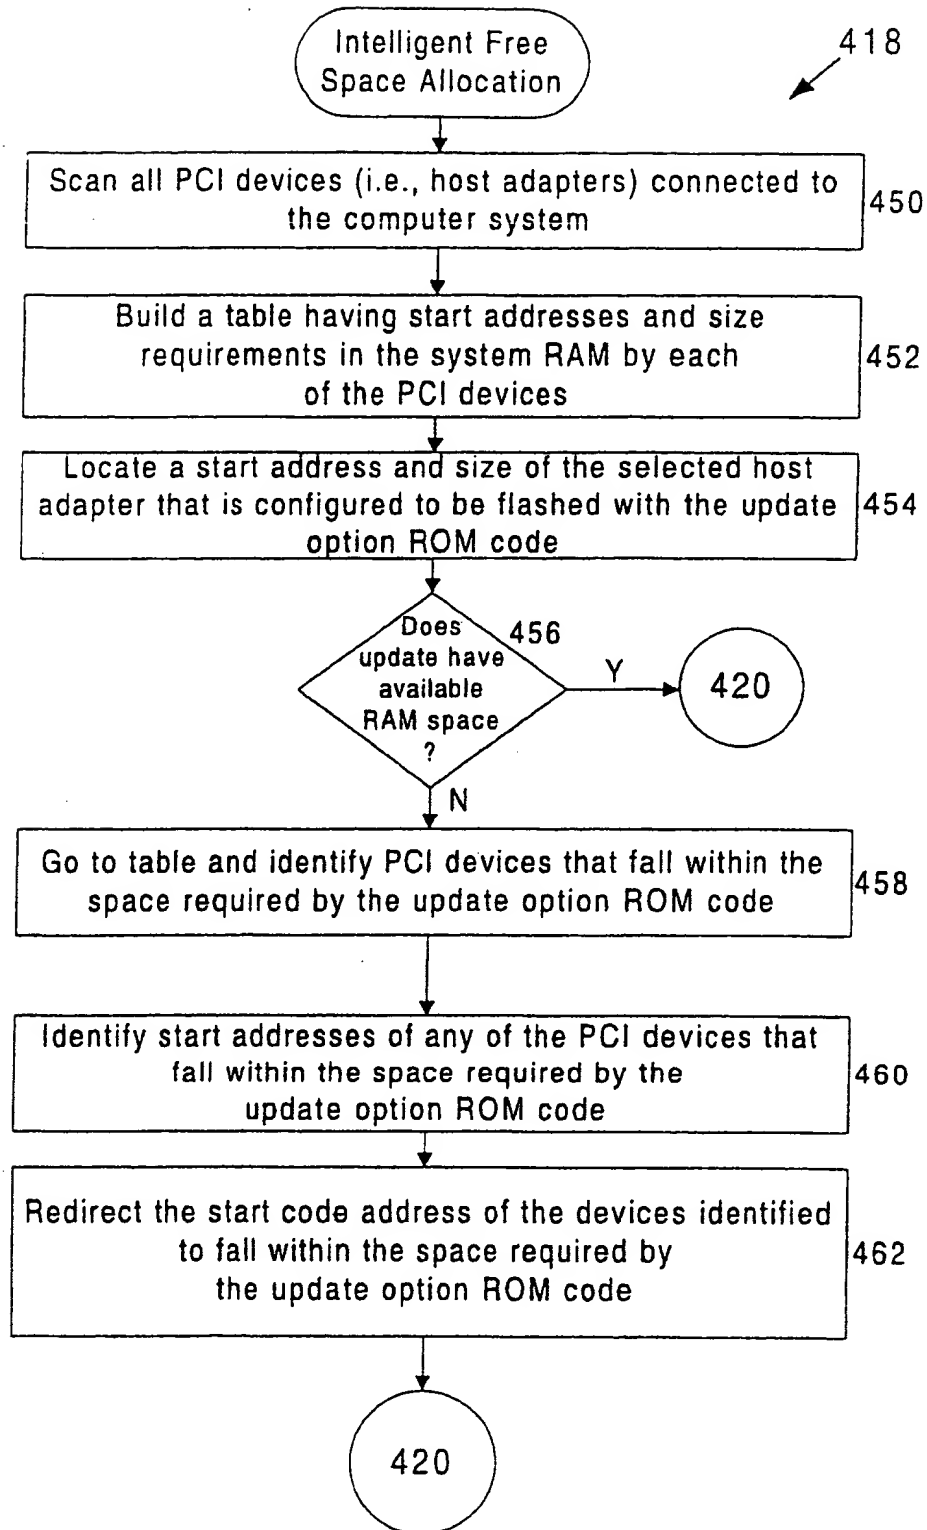 Intelligent Free
Space Allocation
418
Scan all PCI devices (i.e., host adapters) connected to
the computer system
450
Build a table having start addresses and size
requirements in the system RAM by each
of the PCI devices
452
Locate a start address and size of the selected host
adapter that is configured to be flashed with the update
option ROM code
454
Does
update have
available
RAM space
?
456
Y
420
N
Go to table and identify PCI devices that fall within the
space required by the update option ROM code
458
Identify start addresses of any of the PCI devices that
fall within the space required by the
update option ROM code
460
Redirect the start code address of the devices identified
to fall within the space required by
the update option ROM code
462
420